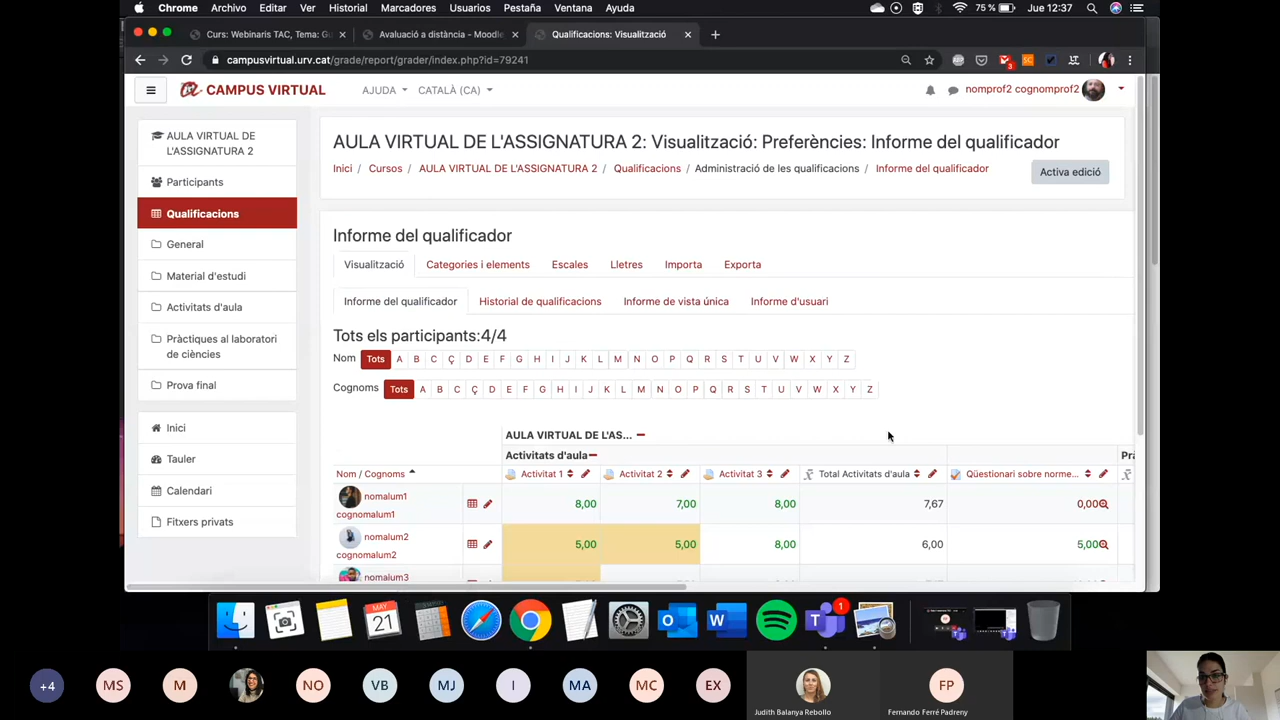 Chrome Archivo Editar Ver Historial Marcadores Usuarios Pestaña Ventana Ayuda 75 % Jue 12:37
Curs: Webinaris TAC, Tema: Gu × Avaluació a distància - Moodle × Qualificacions: Visualització × +
campusvirtual.urv.cat/grade/report/grader/index.php?id=79241
CAMPUS VIRTUAL AJUDA CATALÀ (CA) nomprof2 cognomprof2
AULA VIRTUAL DE L'ASSIGNATURA 2
Participants
Qualificacions
General
Material d'estudi
Activitats d'aula
Pràctiques al laboratori de ciències
Prova final
Inici
Tauler
Calendari
Fitxers privats
AULA VIRTUAL DE L'ASSIGNATURA 2: Visualització: Preferències: Informe del qualificador
Inici / Cursos / AULA VIRTUAL DE L'ASSIGNATURA 2 / Qualificacions / Administració de les qualificacions / Informe del qualificador
Activa edició
Informe del qualificador
Visualització Categories i elements Escales Lletres Importa Exporta
Informe del qualificador Historial de qualificacions Informe de vista única Informe d'usuari
Tots els participants:4/4
Nom Tots A B C Ç D E F G H I J K L M N O P Q R S T U V W X Y Z
Cognoms Tots A B C Ç D E F G H I J K L M N O P Q R S T U V W X Y Z
AULA VIRTUAL DE L'AS...
Activitats d'aula
Nom / Cognoms Activitat 1 Activitat 2 Activitat 3 Total Activitats d'aula Qüestionari sobre norme...
nomalum1 cognomalum1 8,00 7,00 8,00 7,67 0,00
nomalum2 cognomalum2 5,00 5,00 8,00 6,00 5,00
nomalum3
MAY 21
1
+4 MS M NO VB MJ I MA MC EX FP
Judith Balanya Rebollo Fernando Ferré Padreny